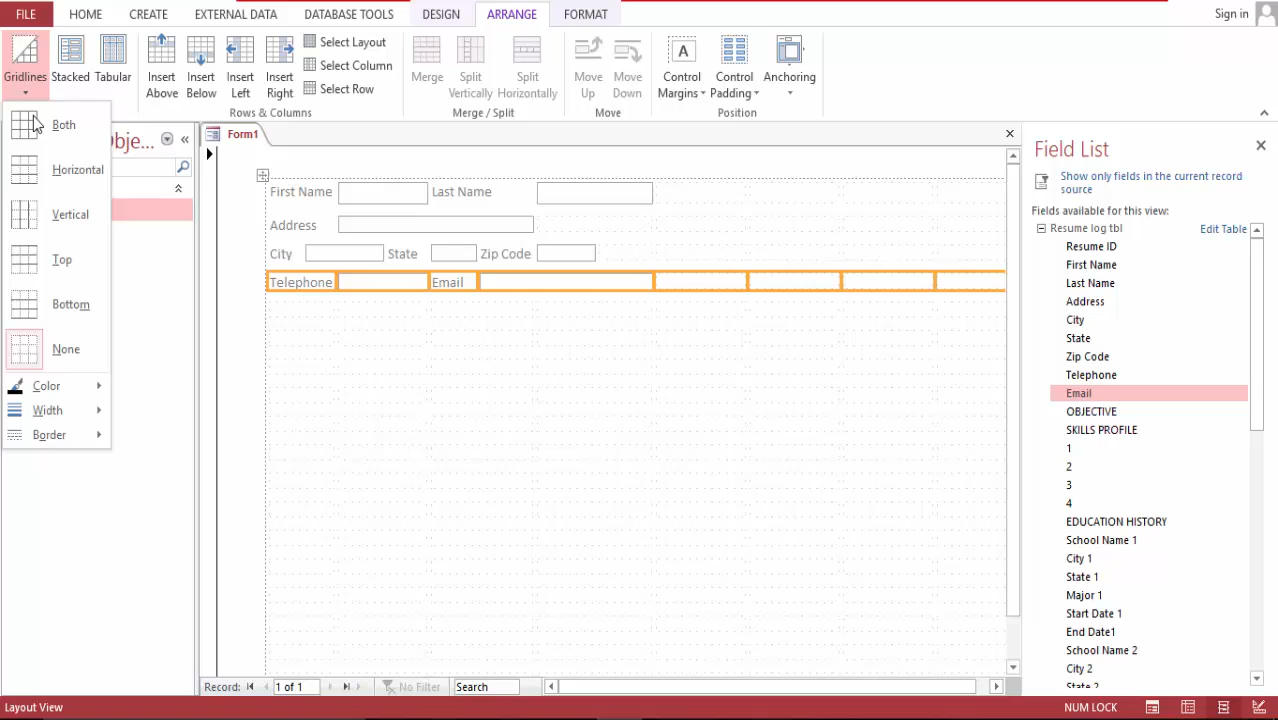 FILE HOME CREATE EXTERNAL DATA DATABASE TOOLS DESIGN ARRANGE FORMAT Sign in
Gridlines Stacked Tabular
Insert Above Insert Below Insert Left Insert Right
Select Layout
Select Column
Select Row
Rows & Columns
Merge Split Vertically Split Horizontally
Merge / Split
Move Up Move Down
Move
Control Margins Control Padding Anchoring
Position
Both
Horizontal
Vertical
Top
Bottom
None
Color
Width
Border
Obje...
Form1
First Name Last Name
Address
City State Zip Code
Telephone Email
Field List
Show only fields in the current record
source
Fields available for this view:
Resume log tbl Edit Table
Resume ID
First Name
Last Name
Address
City
State
Zip Code
Telephone
Email
OBJECTIVE
SKILLS PROFILE
1
2
3
4
EDUCATION HISTORY
School Name 1
City 1
State 1
Major 1
Start Date 1
End Date1
School Name 2
City 2
State 2
Record: 1 of 1 No Filter Search
Layout View NUM LOCK